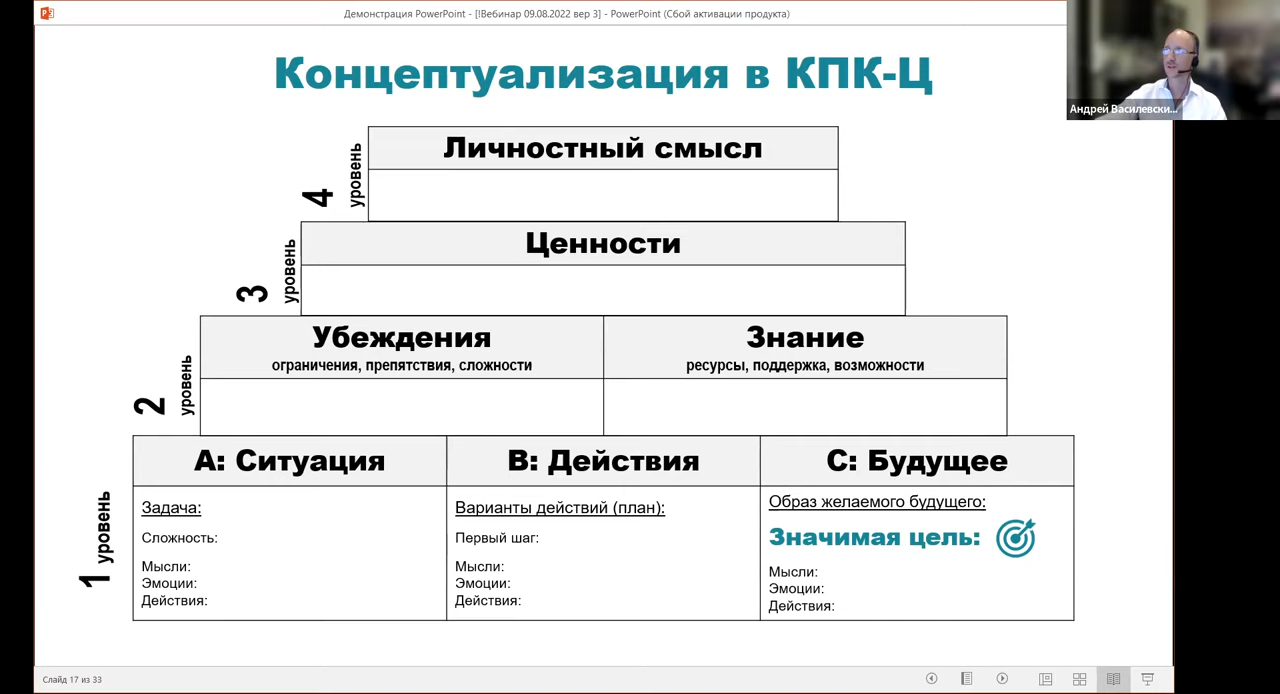 Демонстрация PowerPoint - [!Вебинар 09.08.2022 вер 3] - PowerPoint (Сбой активации продукта)
Андрей Василевски...
Концептуализация в КПК-Ц
4 уровень
Личностный смысл
3 уровень
Ценности
2 уровень
Убеждения
ограничения, препятствия, сложности
Знание
ресурсы, поддержка, возможности
1 уровень
А: Ситуация
Задача:
Сложность:
Мысли:
Эмоции:
Действия:
В: Действия
Варианты действий (план):
Первый шаг:
Мысли:
Эмоции:
Действия:
С: Будущее
Образ желаемого будущего:
Значимая цель:
Мысли:
Эмоции:
Действия:
Слайд 17 из 33